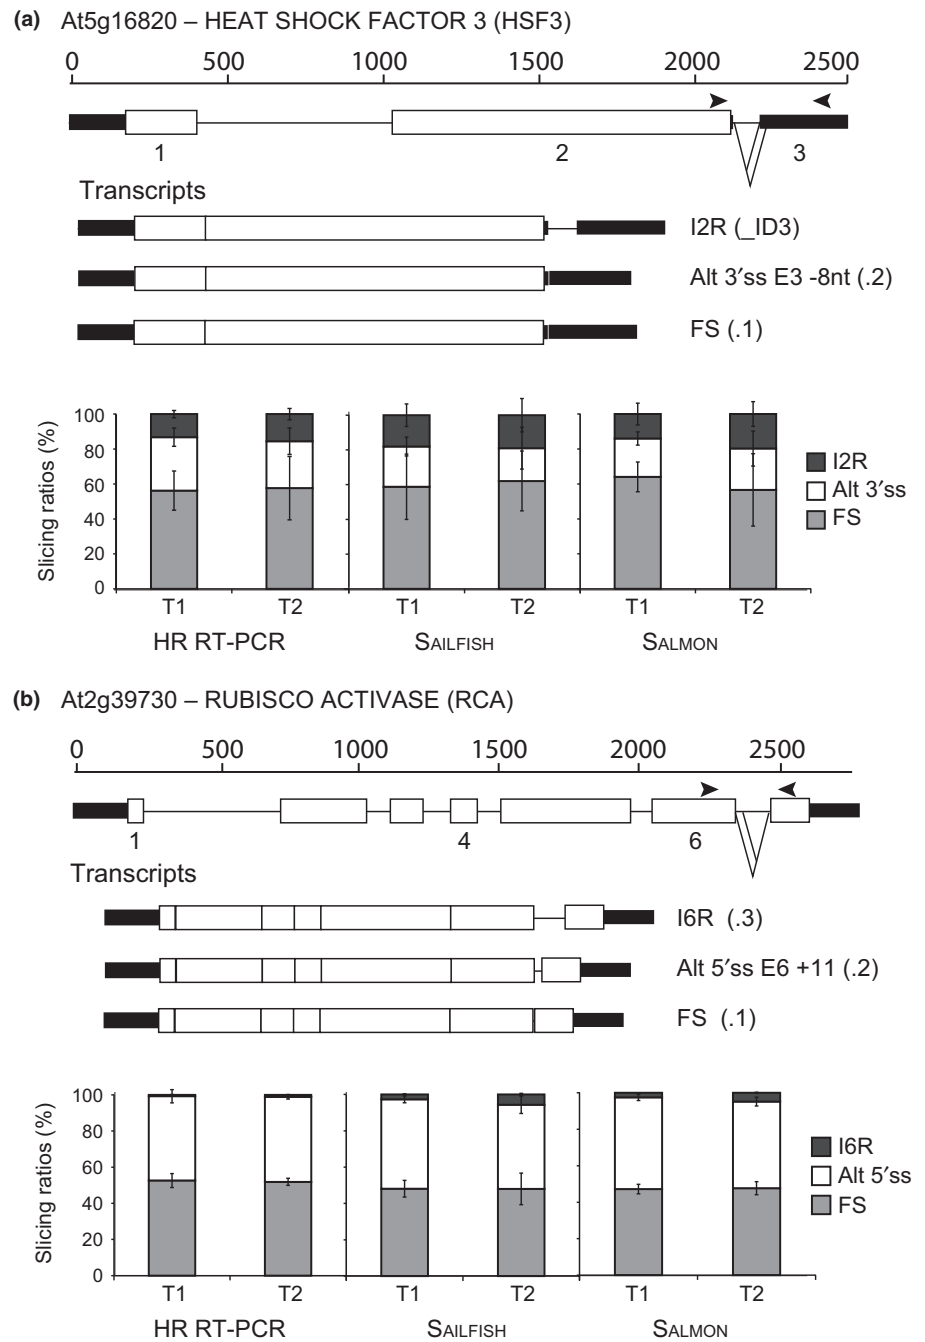 (a) At5g16820 – HEAT SHOCK FACTOR 3 (HSF3)
0 500 1000 1500 2000 2500
1 2 3
Transcripts
I2R (_ID3)
Alt 3′ss E3 -8nt (.2)
FS (.1)
Slicing ratios (%)
100
80
60
40
20
0
I2R
Alt 3′ss
FS
T1 T2 T1 T2 T1 T2
HR RT-PCR SAILFISH SALMON
(b) At2g39730 – RUBISCO ACTIVASE (RCA)
0 500 1000 1500 2000 2500
1 4 6
Transcripts
I6R (.3)
Alt 5′ss E6 +11 (.2)
FS (.1)
Slicing ratios (%)
100
80
60
40
20
0
I6R
Alt 5′ss
FS
T1 T2 T1 T2 T1 T2
HR RT-PCR SAILFISH SALMON